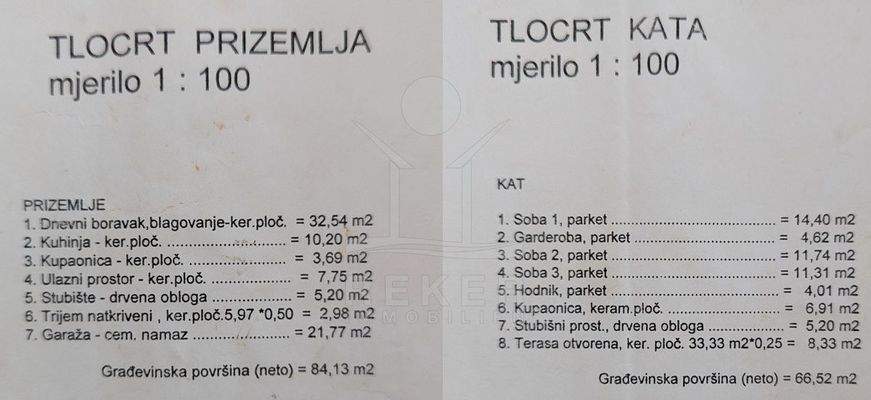 TLOCRT PRIZEMLJA
mjerilo 1 : 100
PRIZEMLJE
1. Dnevni boravak,blagovanje-ker.ploč. = 32,54 m2
2. Kuhinja - ker.ploč. ........................ = 10,20 m2
3. Kupaonica - ker.ploč. .................... = 3,69 m2
4. Ulazni prostor - ker.ploč. ................ = 7,75 m2
5. Stubište - drvena obloga ................ = 5,20 m2
6. Trijem natkriveni , ker.ploč.5,97 *0,50 = 2,98 m2
7. Garaža - cem. namaz ................... = 21,77 m2
Građevinska površina (neto) = 84,13 m2
TLOCRT KATA
mjerilo 1 : 100
KAT
1. Soba 1, parket ................................. = 14,40 m2
2. Garderoba, parket ............................ = 4,62 m2
3. Soba 2, parket ................................. = 11,74 m2
4. Soba 3, parket ................................. = 11,31 m2
5. Hodnik, parket ................................. = 4,01 m2
6. Kupaonica, keram.ploč. .................... = 6,91 m2
7. Stubišni prost., drvena obloga .............. = 5,20 m2
8. Terasa otvorena, ker. ploč. 33,33 m2*0,25 = 8,33 m2
Građevinska površina (neto) = 66,52 m2